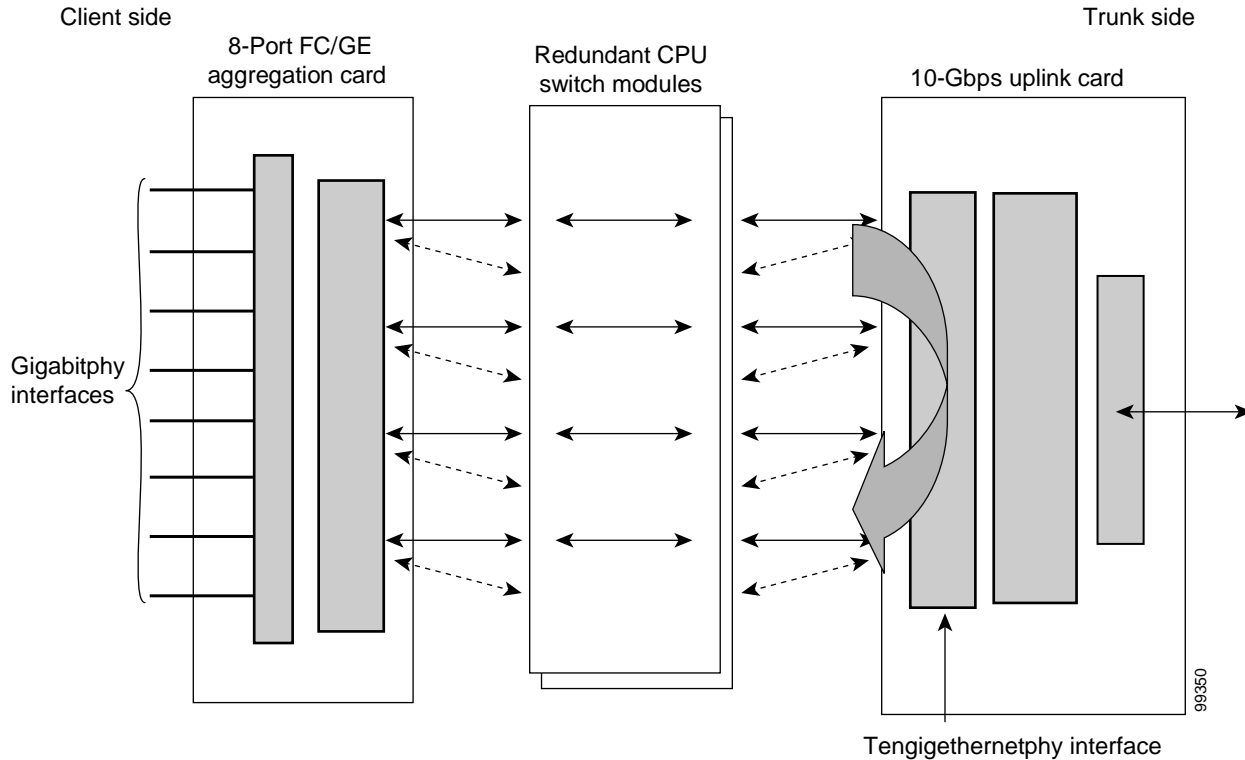 Client side
Trunk side
8-Port FC/GE
aggregation card
Redundant CPU
switch modules
10-Gbps uplink card
Gigabitphy
interfaces
99350
Tengigethernetphy interface